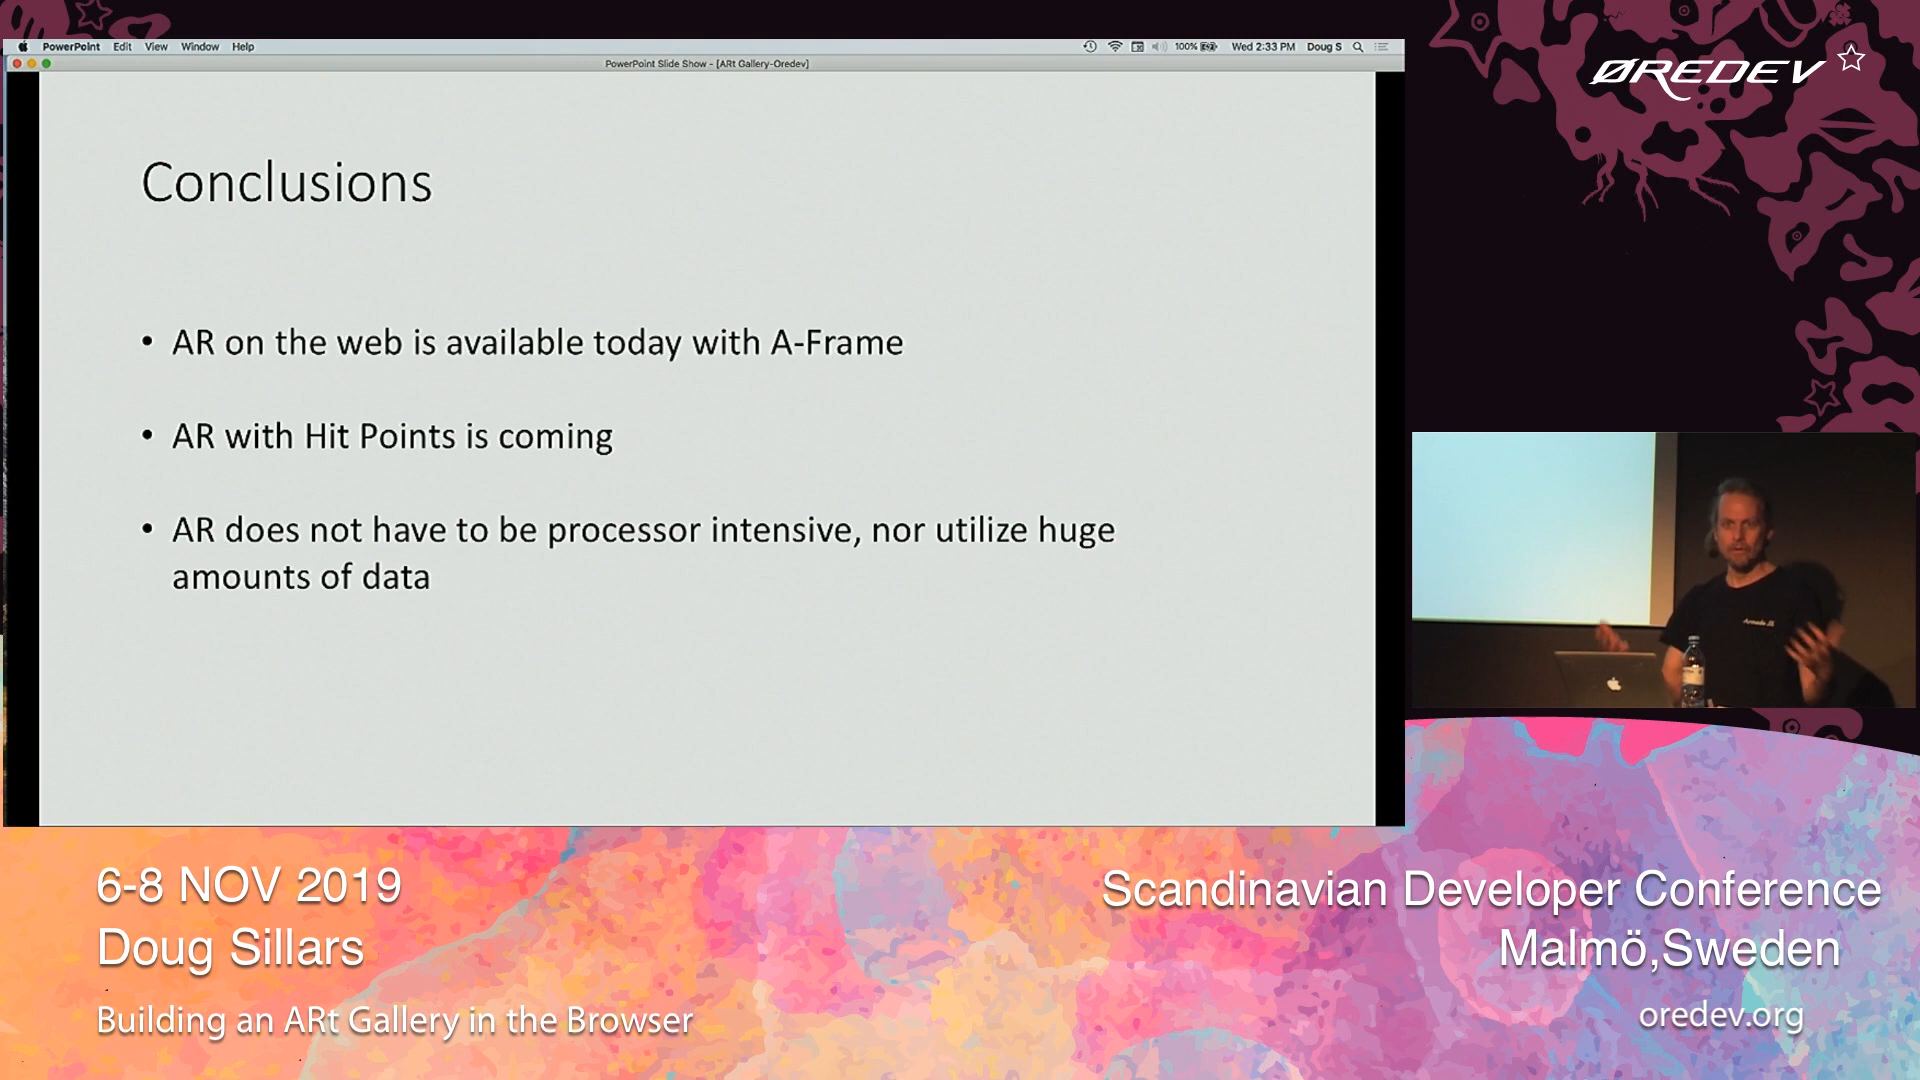 PowerPoint Edit View Window Help
100% Wed 2:33 PM Doug S
PowerPoint Slide Show - [ARt Gallery-Oredev]
ØREDEV
Conclusions
• AR on the web is available today with A-Frame
• AR with Hit Points is coming
• AR does not have to be processor intensive, nor utilize huge
amounts of data
6-8 NOV 2019
Doug Sillars
Building an ARt Gallery in the Browser
Scandinavian Developer Conference
Malmö,Sweden
oredev.org